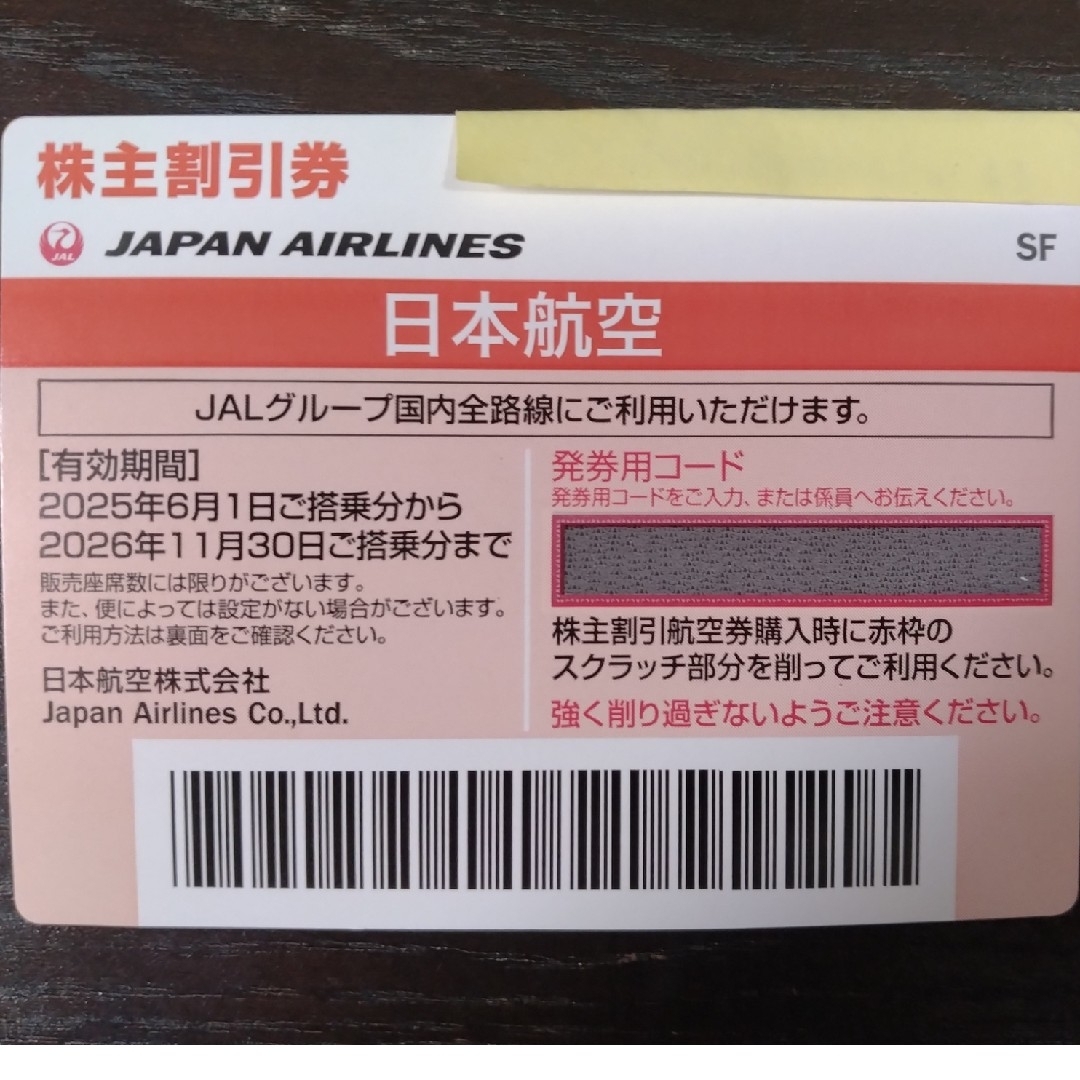 株主割引券
JAL JAPAN AIRLINES
SF
日本航空
JALグループ国内全路線にご利用いただけます。
[有効期間]
2025年6月1日ご搭乗分から
2026年11月30日ご搭乗分まで
販売座席数には限りがございます。
また、便によっては設定がない場合がございます。
ご利用方法は裏面をご確認ください。
日本航空株式会社
Japan Airlines Co.,Ltd.
発券用コード
発券用コードをご入力、または係員へお伝えください。
株主割引航空券購入時に赤枠の
スクラッチ部分を削ってご利用ください。
強く削り過ぎないようご注意ください。